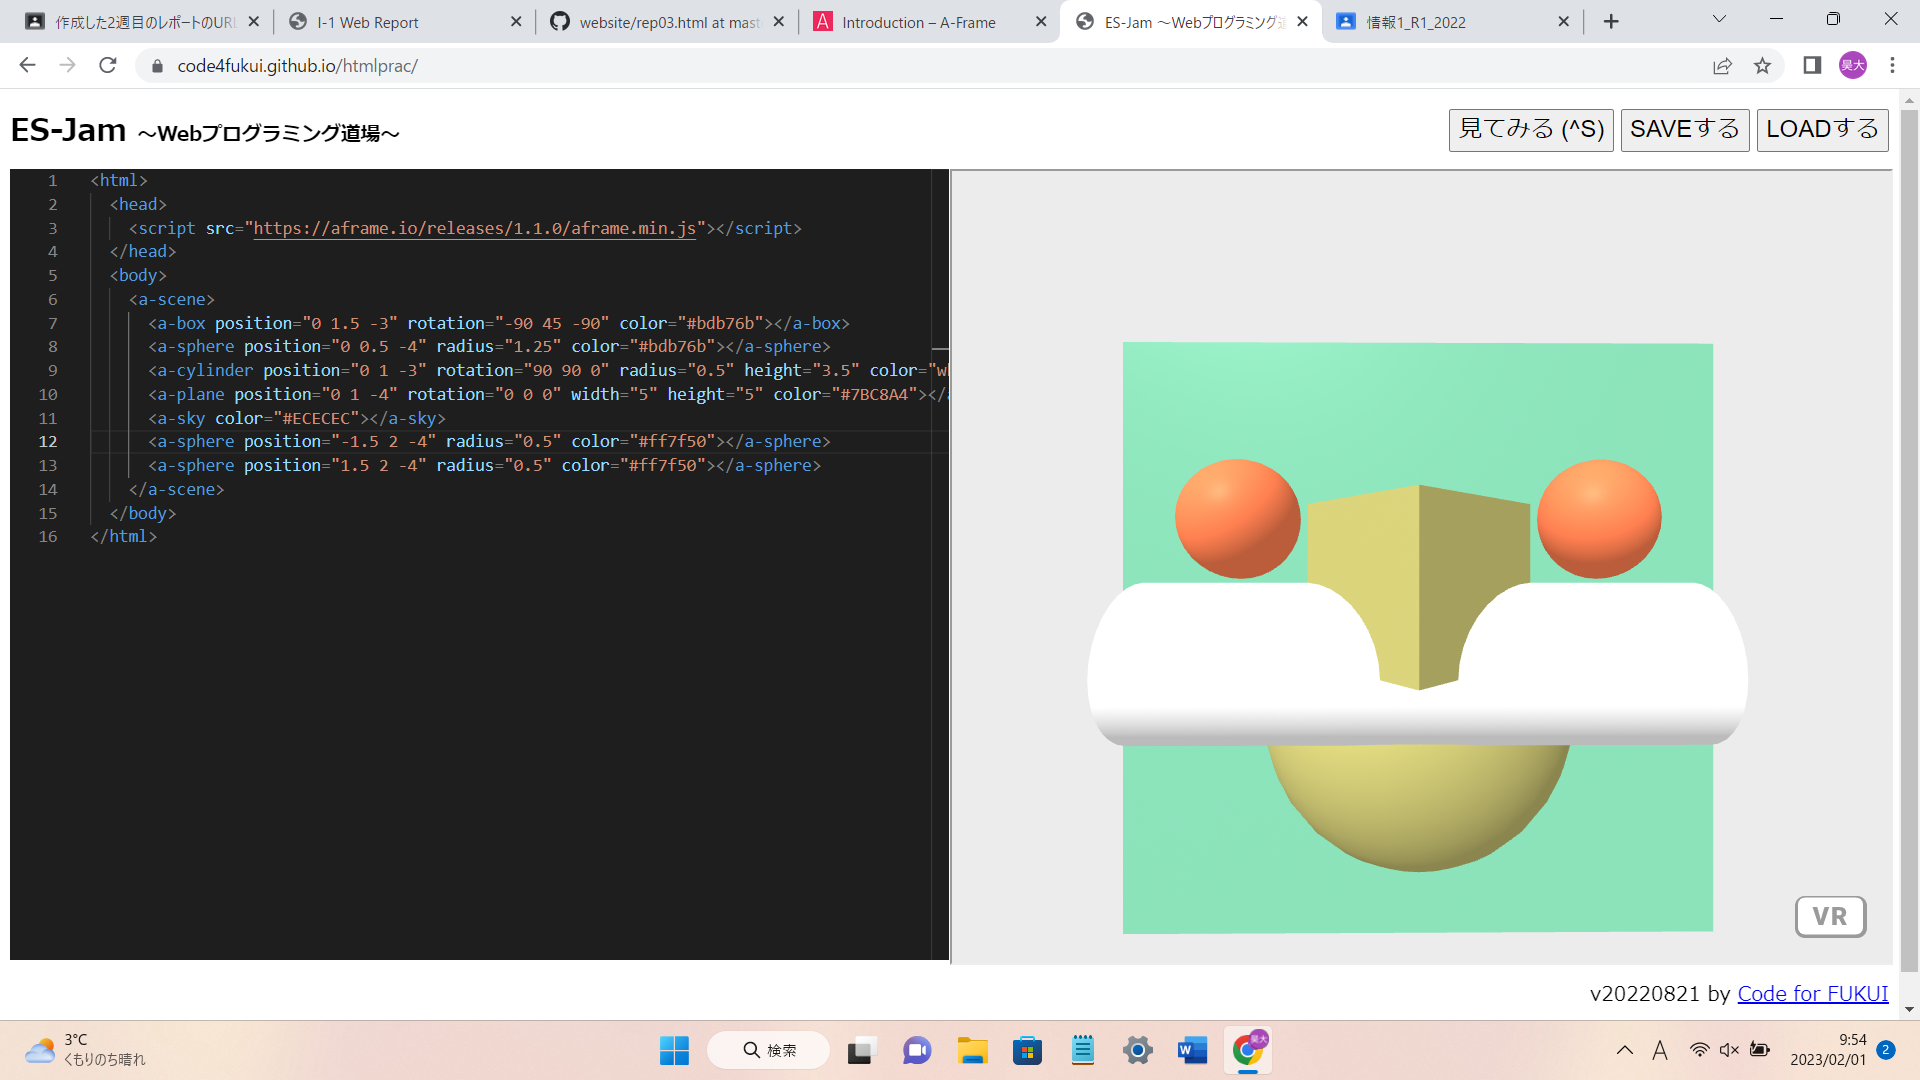 作成した2週目のレポートのURL
I-1 Web Report
website/rep03.html at mast
Introduction – A-Frame
ES-Jam ～Webプログラミング道
情報1_R1_2022
code4fukui.github.io/htmlprac/
昊大
ES-Jam ～Webプログラミング道場～
見てみる (^S)
SAVEする
LOADする
1 <html>
2 <head>
3 <script src="https://aframe.io/releases/1.1.0/aframe.min.js"></script>
4 </head>
5 <body>
6 <a-scene>
7 <a-box position="0 1.5 -3" rotation="-90 45 -90" color="#bdb76b"></a-box>
8 <a-sphere position="0 0.5 -4" radius="1.25" color="#bdb76b"></a-sphere>
9 <a-cylinder position="0 1 -3" rotation="90 90 0" radius="0.5" height="3.5" color="w
10 <a-plane position="0 1 -4" rotation="0 0 0" width="5" height="5" color="#7BC8A4"></
11 <a-sky color="#ECECEC"></a-sky>
12 <a-sphere position="-1.5 2 -4" radius="0.5" color="#ff7f50"></a-sphere>
13 <a-sphere position="1.5 2 -4" radius="0.5" color="#ff7f50"></a-sphere>
14 </a-scene>
15 </body>
16 </html>
VR
v20220821 by Code for FUKUI
3°C
くもりのち晴れ
検索
昊大
A
9:54
2023/02/01
2